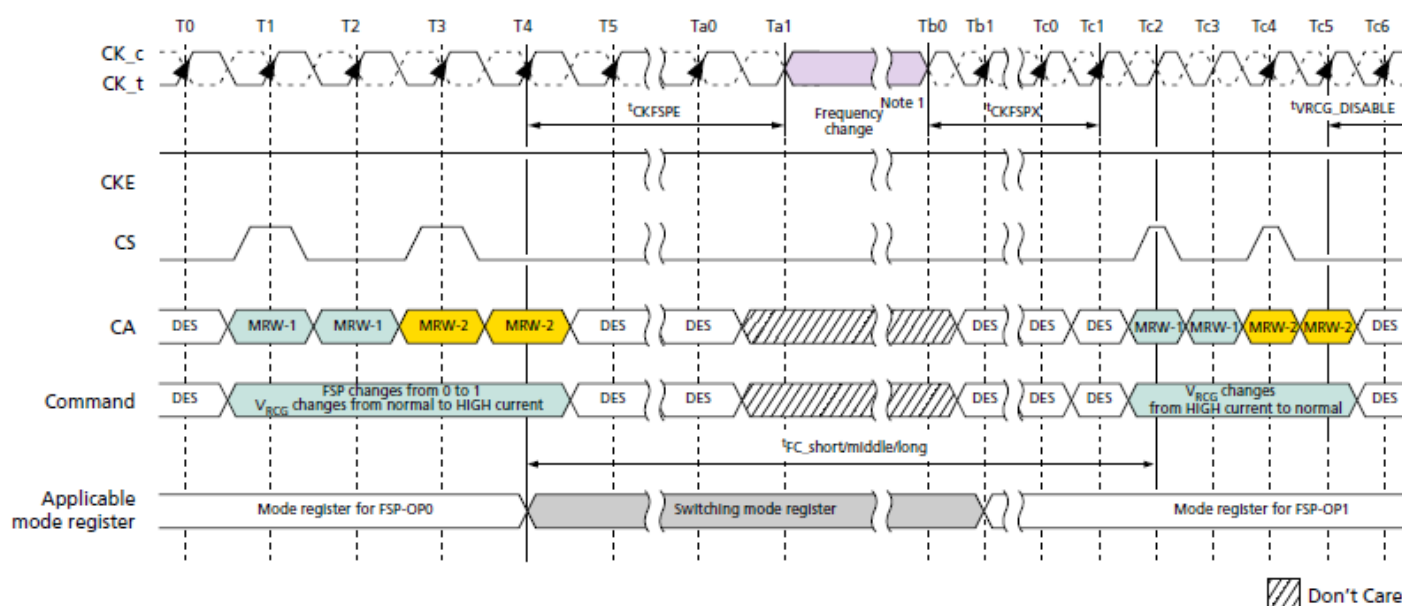 T0 T1 T2 T3 T4 T5 Ta0 Ta1 Tb0 Tb1 Tc0 Tc1 Tc2 Tc3 Tc4 Tc5 Tc6
CK_c
CK_t
Note 1
tCKFSPE Frequency tCKFSPX tVRCG_DISABLE
change
CKE
CS
CA DES MRW-1 MRW-1 MRW-2 MRW-2 DES DES DES DES DES MRW-1 MRW-1 MRW-2 MRW-2 DES
FSP changes from 0 to 1 VRCG changes
Command DES DES DES DES DES DES DES
VRCG changes from normal to HIGH current from HIGH current to normal
tFC_short/middle/long
Applicable
Mode register for FSP-OP0 Switching mode register Mode register for FSP-OP1
mode register
Don't Care